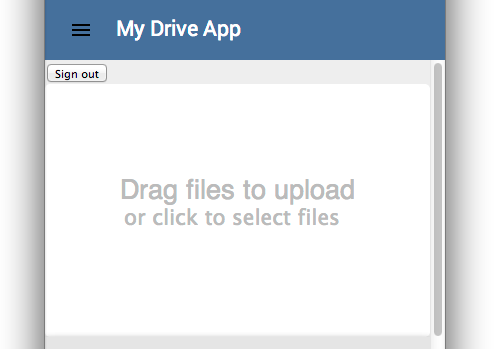 My Drive App
Sign out
Drag files to upload
or click to select files